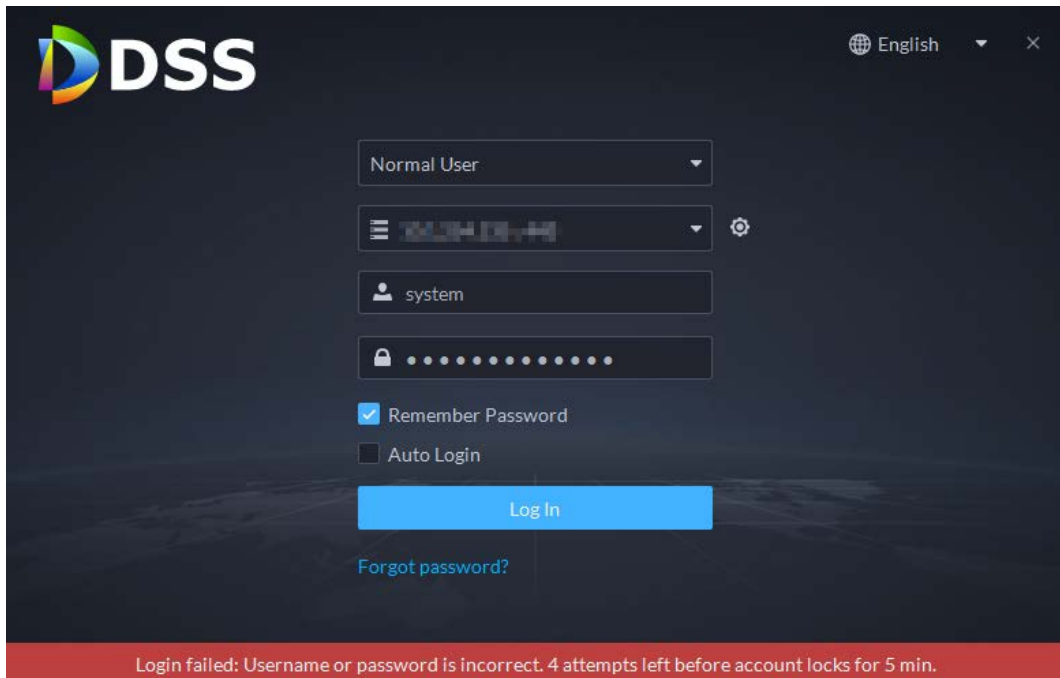 DSS
English
Normal User
system
Remember Password
Auto Login
Log In
Forgot password?
Login failed: Username or password is incorrect. 4 attempts left before account locks for 5 min.